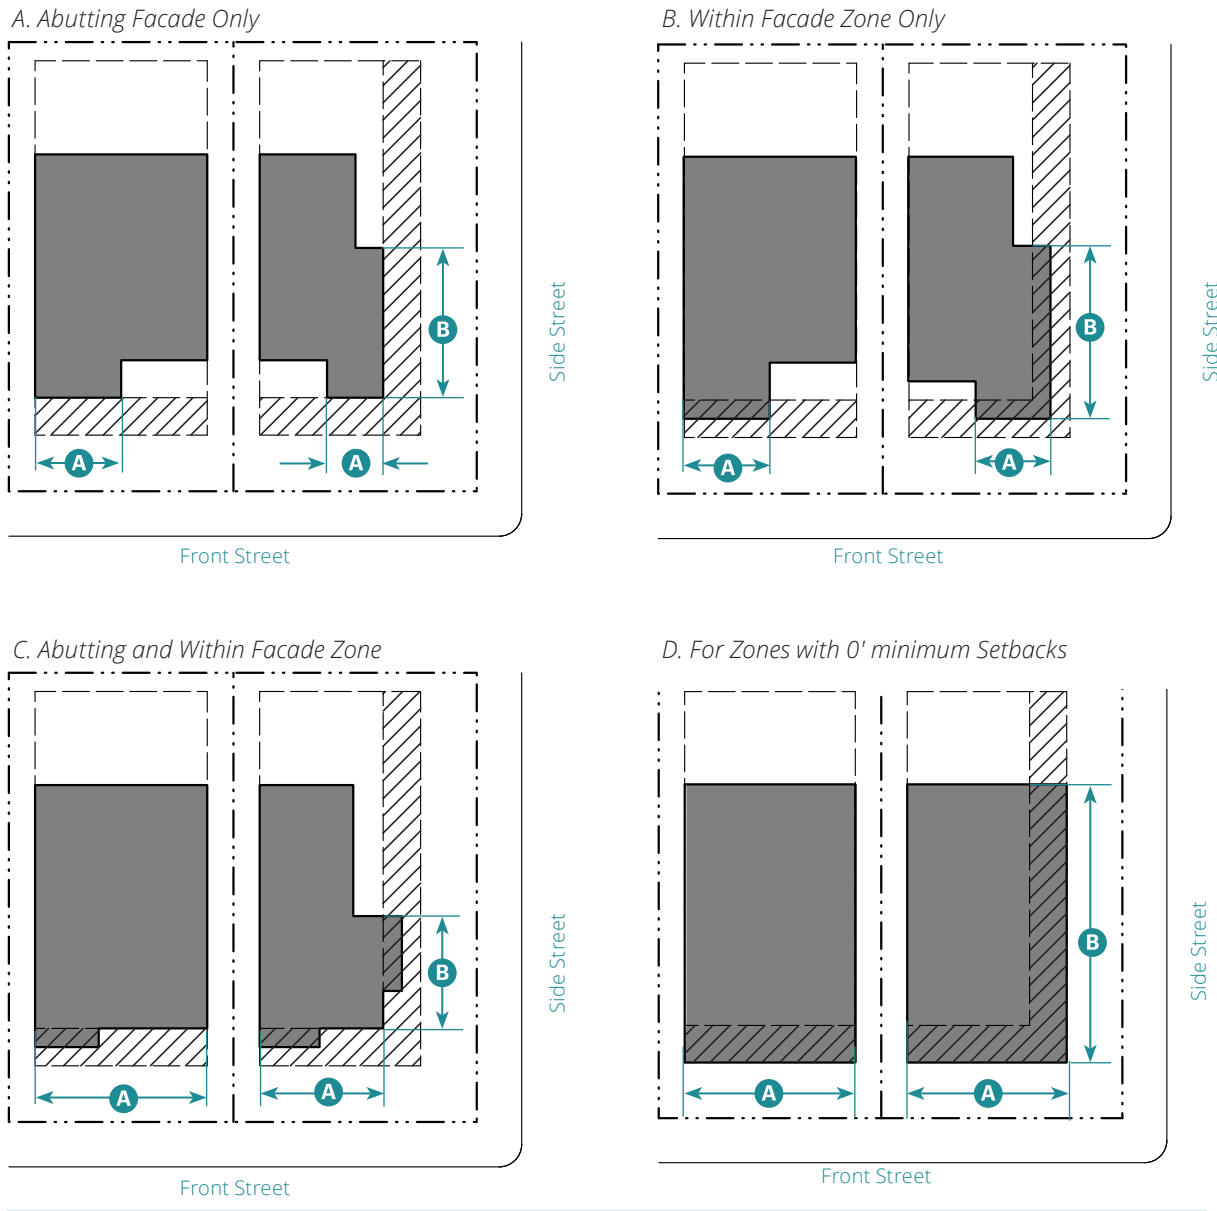 A. Abutting Facade Only
B. Within Facade Zone Only
B
B
Side Street
Side Street
A
A
A
A
Front Street
Front Street
C. Abutting and Within Facade Zone
D. For Zones with 0' minimum Setbacks
B
B
Side Street
Side Street
A
A
A
A
Front Street
Front Street